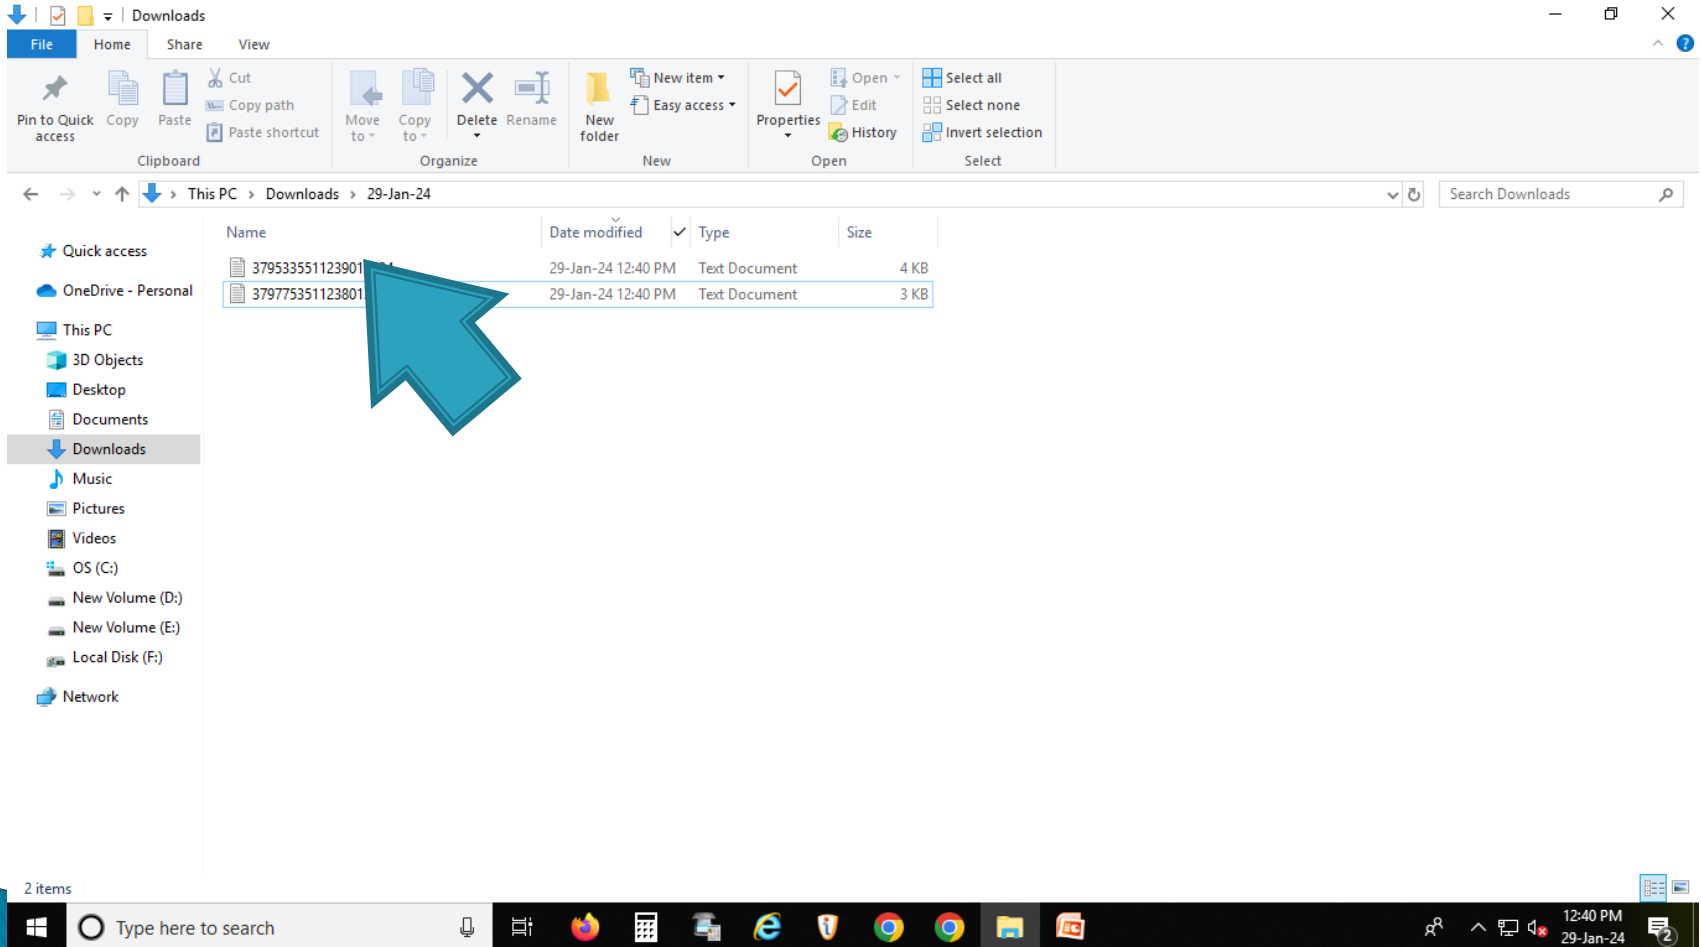 Downloads
File Home Share View
Pin to Quick access
Copy
Paste
Cut
Copy path
Paste shortcut
Clipboard
Move to
Copy to
Delete
Rename
Organize
New folder
New item
Easy access
New
Properties
Open
Edit
History
Open
Select all
Select none
Invert selection
Select
This PC > Downloads > 29-Jan-24
Search Downloads
Name Date modified Type Size
29-Jan-24 12:40 PM Text Document 4 KB
29-Jan-24 12:40 PM Text Document 3 KB
Quick access
OneDrive - Personal
This PC
3D Objects
Desktop
Documents
Downloads
Music
Pictures
Videos
OS (C:)
New Volume (D:)
New Volume (E:)
Local Disk (F:)
Network
2 items
Type here to search
12:40 PM
29-Jan-24
2